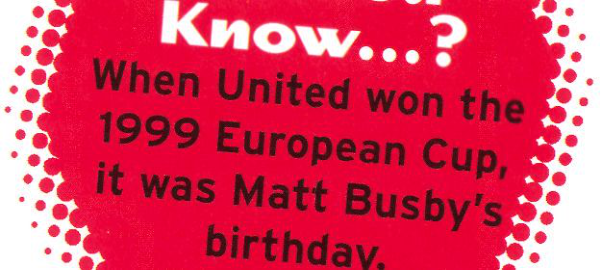 Know...?
When United won the
1999 European Cup,
it was Matt Busby's
birthday.